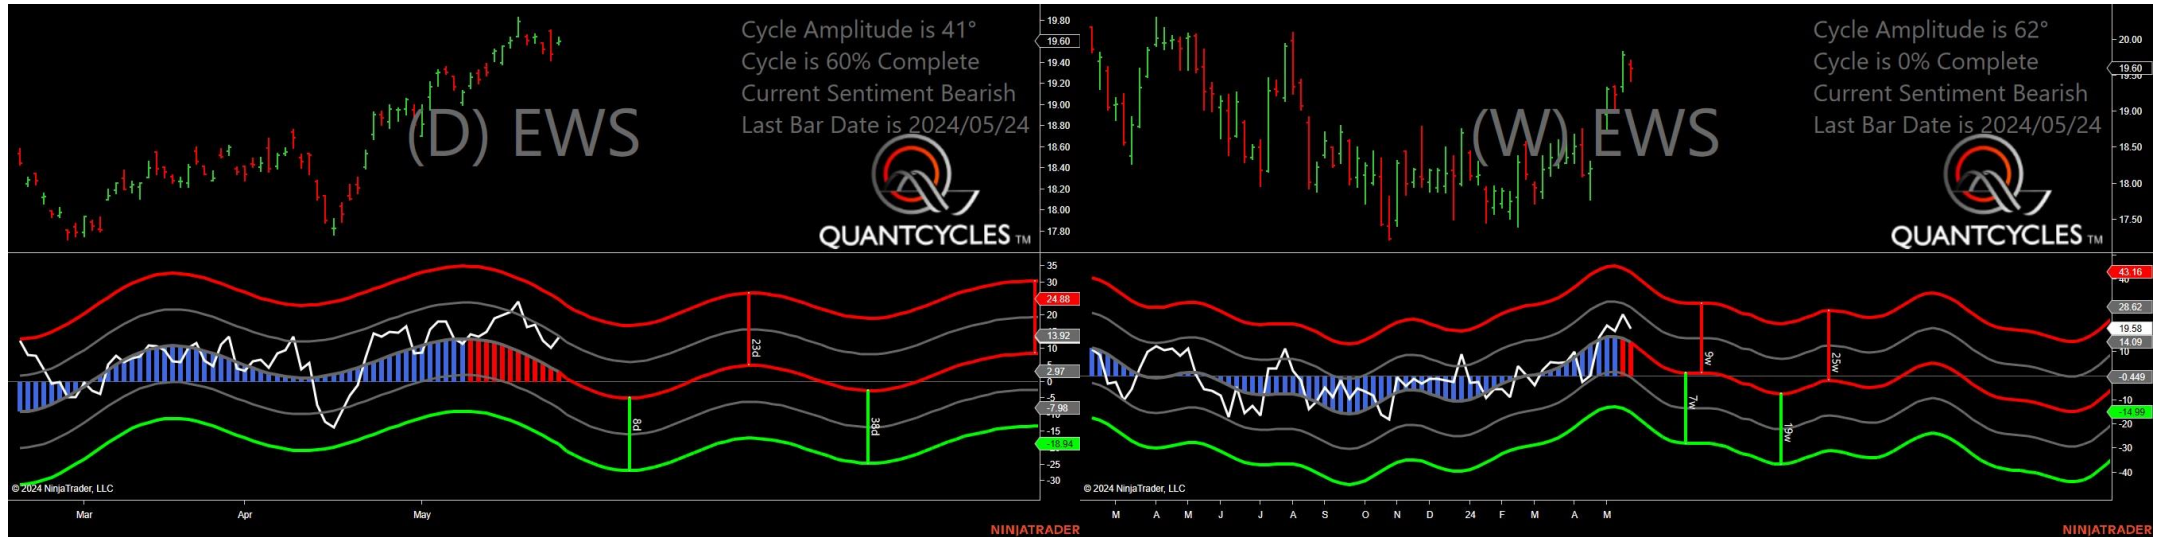 Cycle Amplitude is 41°
Cycle is 60% Complete
Current Sentiment Bearish
Last Bar Date is 2024/05/24
(D) EWS
QUANTCYCLES TM
19.80
19.60
19.40
19.20
19.00
18.80
18.60
18.40
18.20
18.00
17.80
35
30
24.88
20
13.92
10
5
2.97
0
-5
-7.98
-15
-18.94
-25
-30
23d
8d
38d
© 2024 NinjaTrader, LLC
Mar Apr May
NINJATRADER
Cycle Amplitude is 62°
Cycle is 0% Complete
Current Sentiment Bearish
Last Bar Date is 2024/05/24
(W) EWS
QUANTCYCLES TM
20.00
19.60
19.50
19.00
18.50
18.00
17.50
43.16
28.62
19.58
14.09
10
-0.449
-10
-14.99
-20
-30
-40
9w
25w
7w
19w
© 2024 NinjaTrader, LLC
M A M J J A S O N D 24 F M A M
NINJATRADER